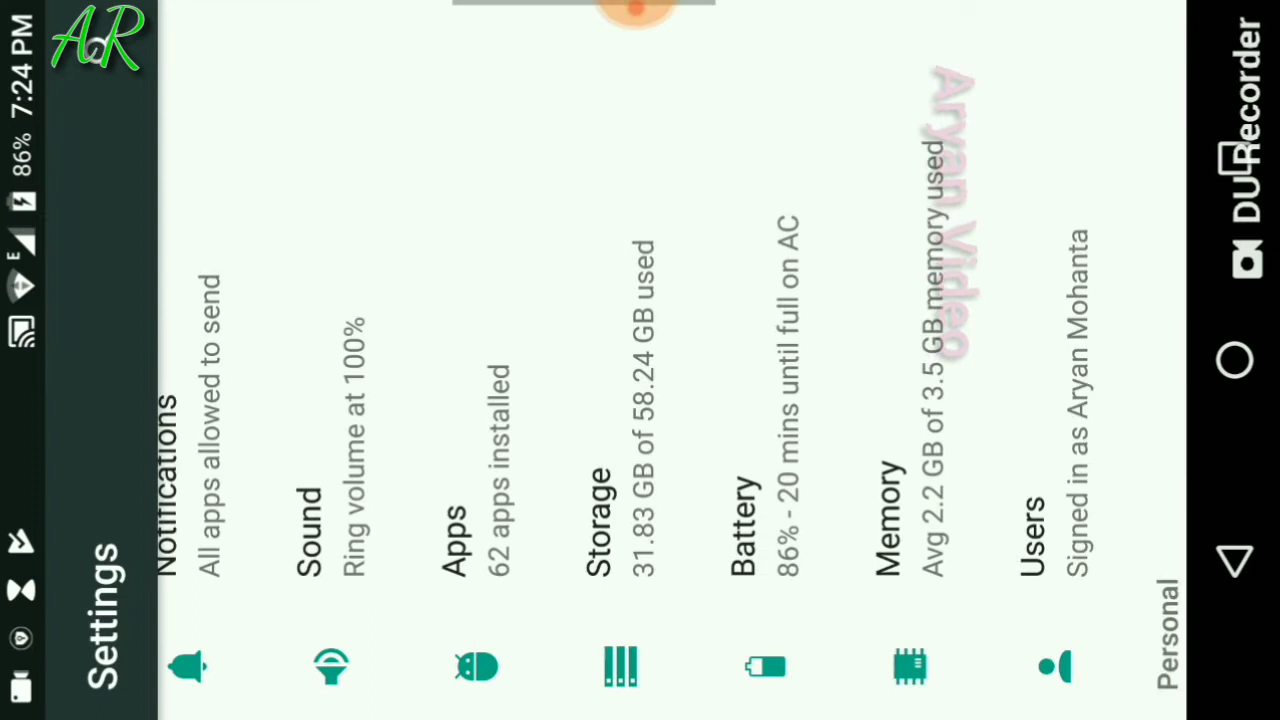 86% 7:24 PM
E
AR
Settings
Notifications
All apps allowed to send
Sound
Ring volume at 100%
Apps
62 apps installed
Storage
31.83 GB of 58.24 GB used
Battery
86% - 20 mins until full on AC
Memory
Avg 2.2 GB of 3.5 GB memory used
Aryan Video
Users
Signed in as Aryan Mohanta
Personal
DU Recorder